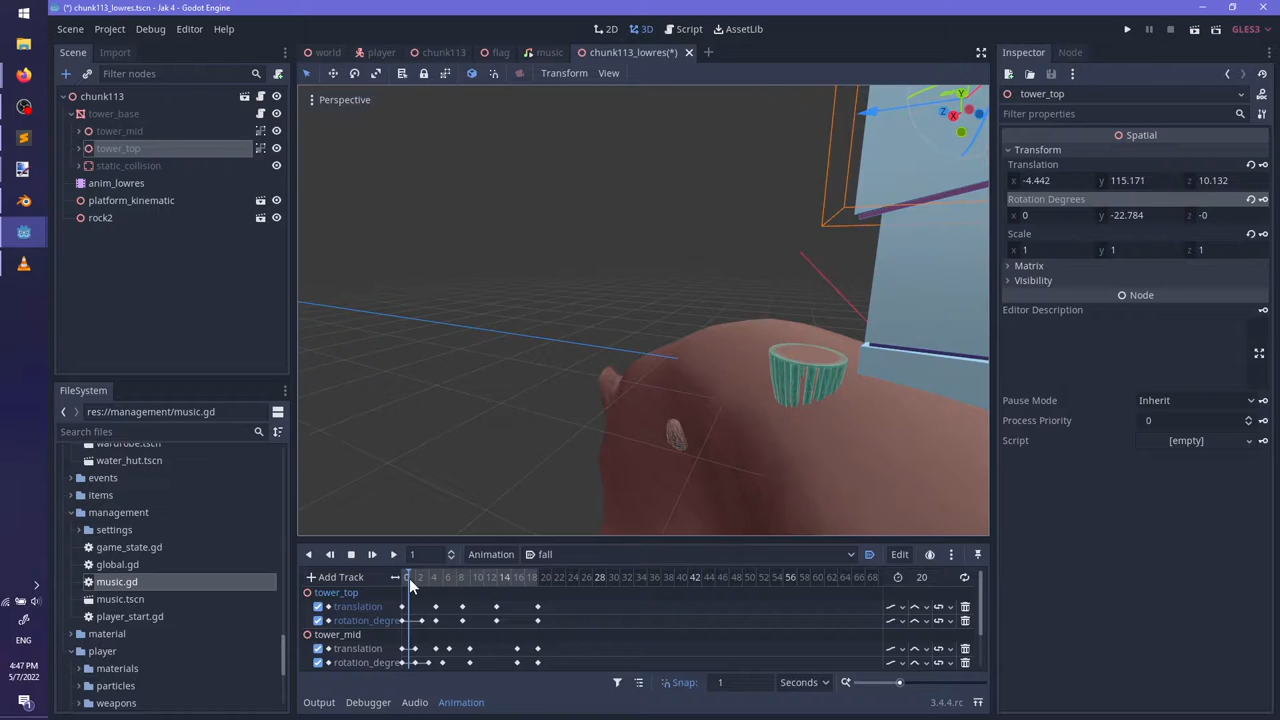 (*) chunk113_lowres.tscn - Jak 4 - Godot Engine
Scene Project Debug Editor Help
2D 3D Script AssetLib
GLES3
Scene Import
world player chunk113 flag music chunk113_lowres(*)
Inspector Node
Filter nodes
Transform View
chunk113
tower_base
tower_mid
tower_top
static_collision
anim_lowres
platform_kinematic
rock2
Perspective
Y
Z
X
tower_top
Filter properties
Spatial
Transform
Translation
x -4.442 y 115.171 z 10.132
Rotation Degrees
x 0 y -22.784 z -0
Scale
x 1 y 1 z 1
Matrix
Visibility
Node
Editor Description
Pause Mode Inherit
Process Priority 0
Script [empty]
FileSystem
res://management/music.gd
Search files
wardrobe.tscn
water_hut.tscn
events
items
management
settings
game_state.gd
global.gd
music.gd
music.tscn
player_start.gd
material
player
materials
particles
weapons
1 Animation fall Edit
Add Track 0 2 4 6 8 10 12 14 16 18 20 22 24 26 28 30 32 34 36 38 40 42 44 46 48 50 52 54 56 58 60 62 64 66 68 20
tower_top
translation
rotation_degre
tower_mid
translation
rotation_degre
Snap: 1 Seconds
Output Debugger Audio Animation 3.4.4.rc
ENG
4:47 PM
5/7/2022